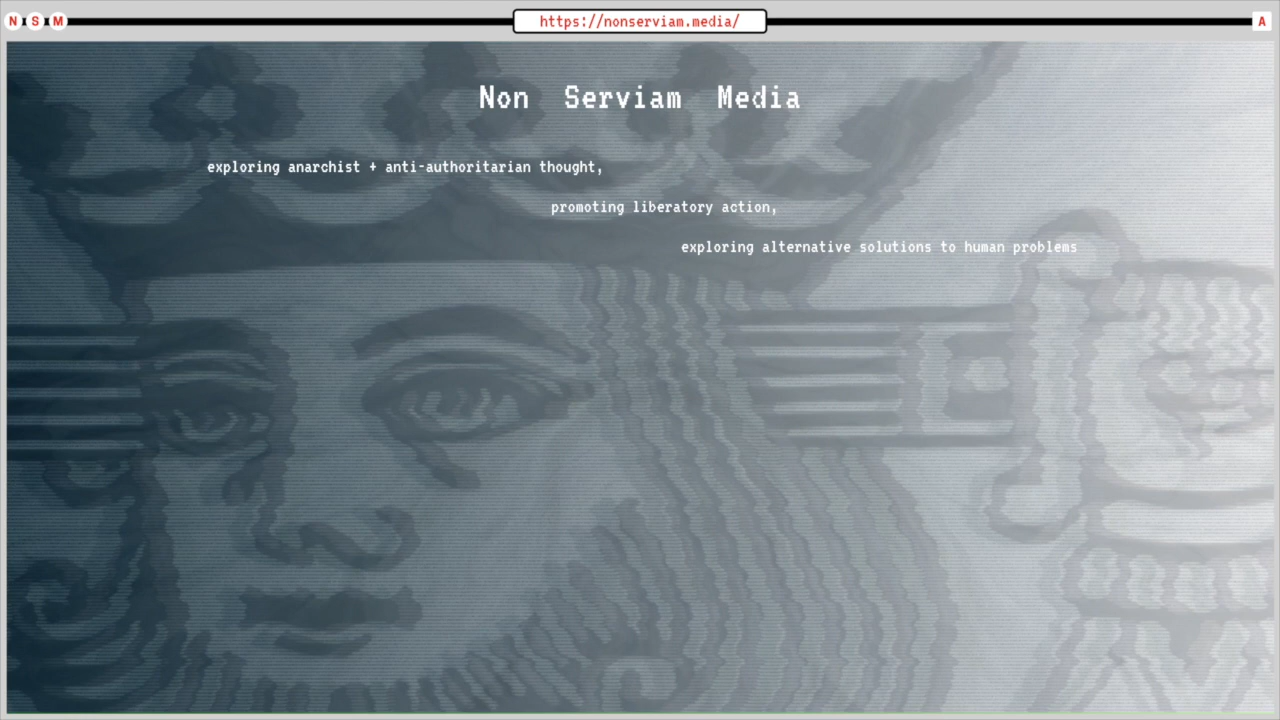 N S M https://nonserviam.media/ A
Non Serviam Media
exploring anarchist + anti-authoritarian thought,
promoting liberatory action,
exploring alternative solutions to human problems